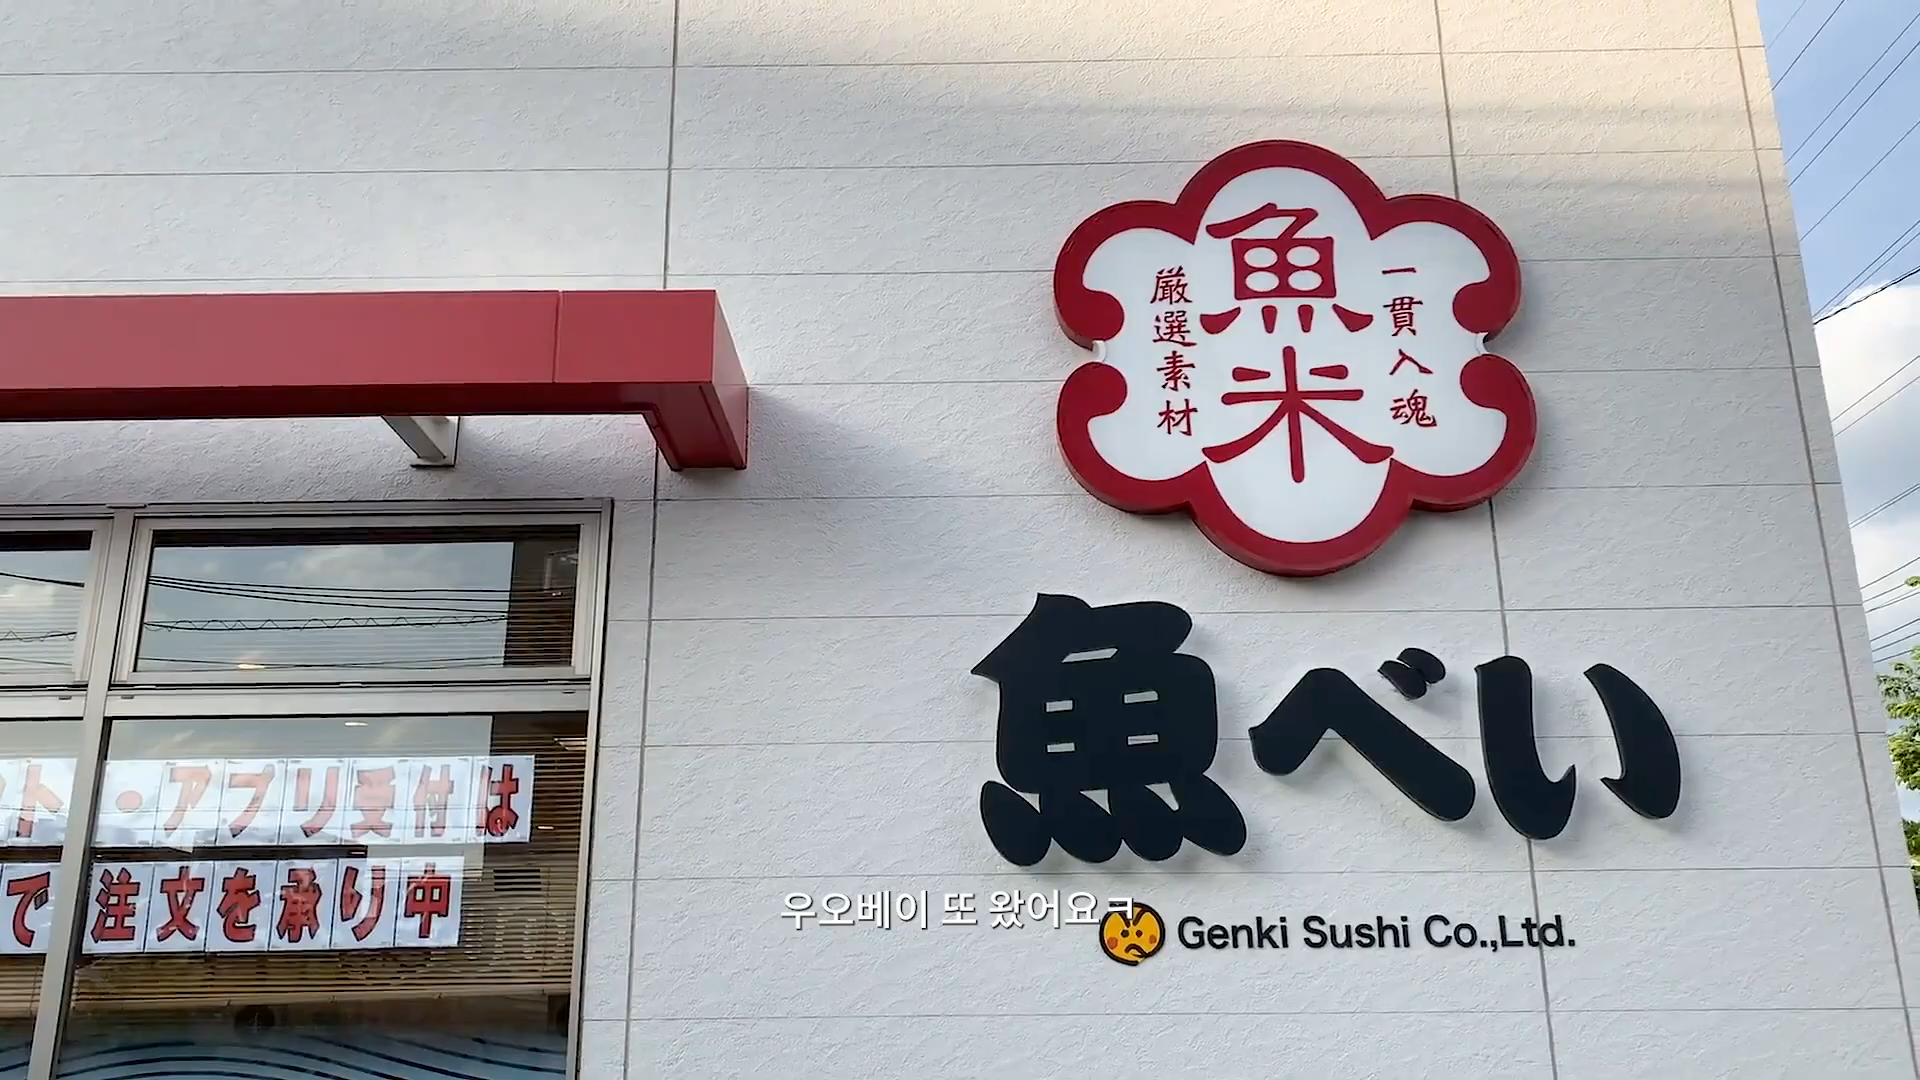 魚米
一貫入魂
厳選素材
魚べい
Genki Sushi Co.,Ltd.
ト・アプリ受付は
で注文を承り中
우오베이 또 왔어요ㅋ